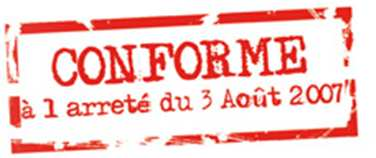 CONFORME
à l arreté du 3 Août 2007